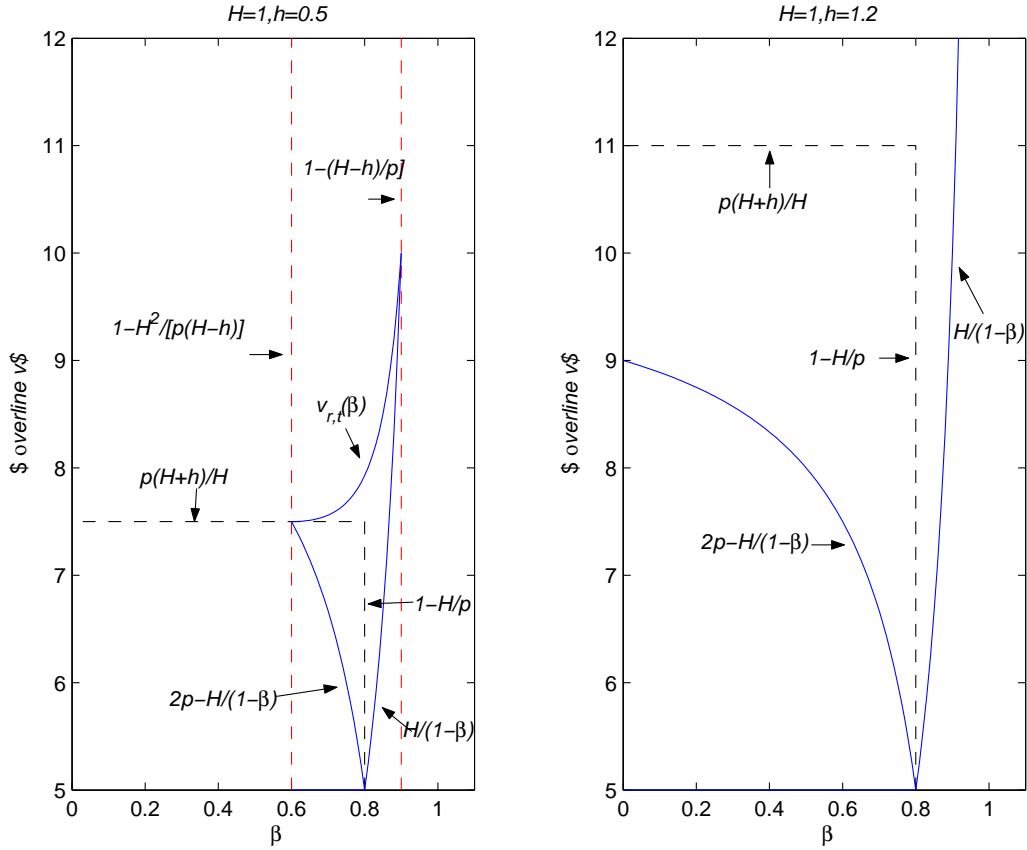 H=1,h=0.5
12
11
10
9
8
7
6
5
0
0.2
0.4
0.6
0.8
1
β
$ overline v$
1−(H−h)/p]
1−H²/[p(H−h)]
v_{r,t}(β)
p(H+h)/H
1−H/p
2p−H/(1−β)
H/(1−β)
H=1,h=1.2
12
11
10
9
8
7
6
5
0
0.2
0.4
0.6
0.8
1
β
$ overline v$
p(H+h)/H
H/(1−β)
1−H/p
2p−H/(1−β)